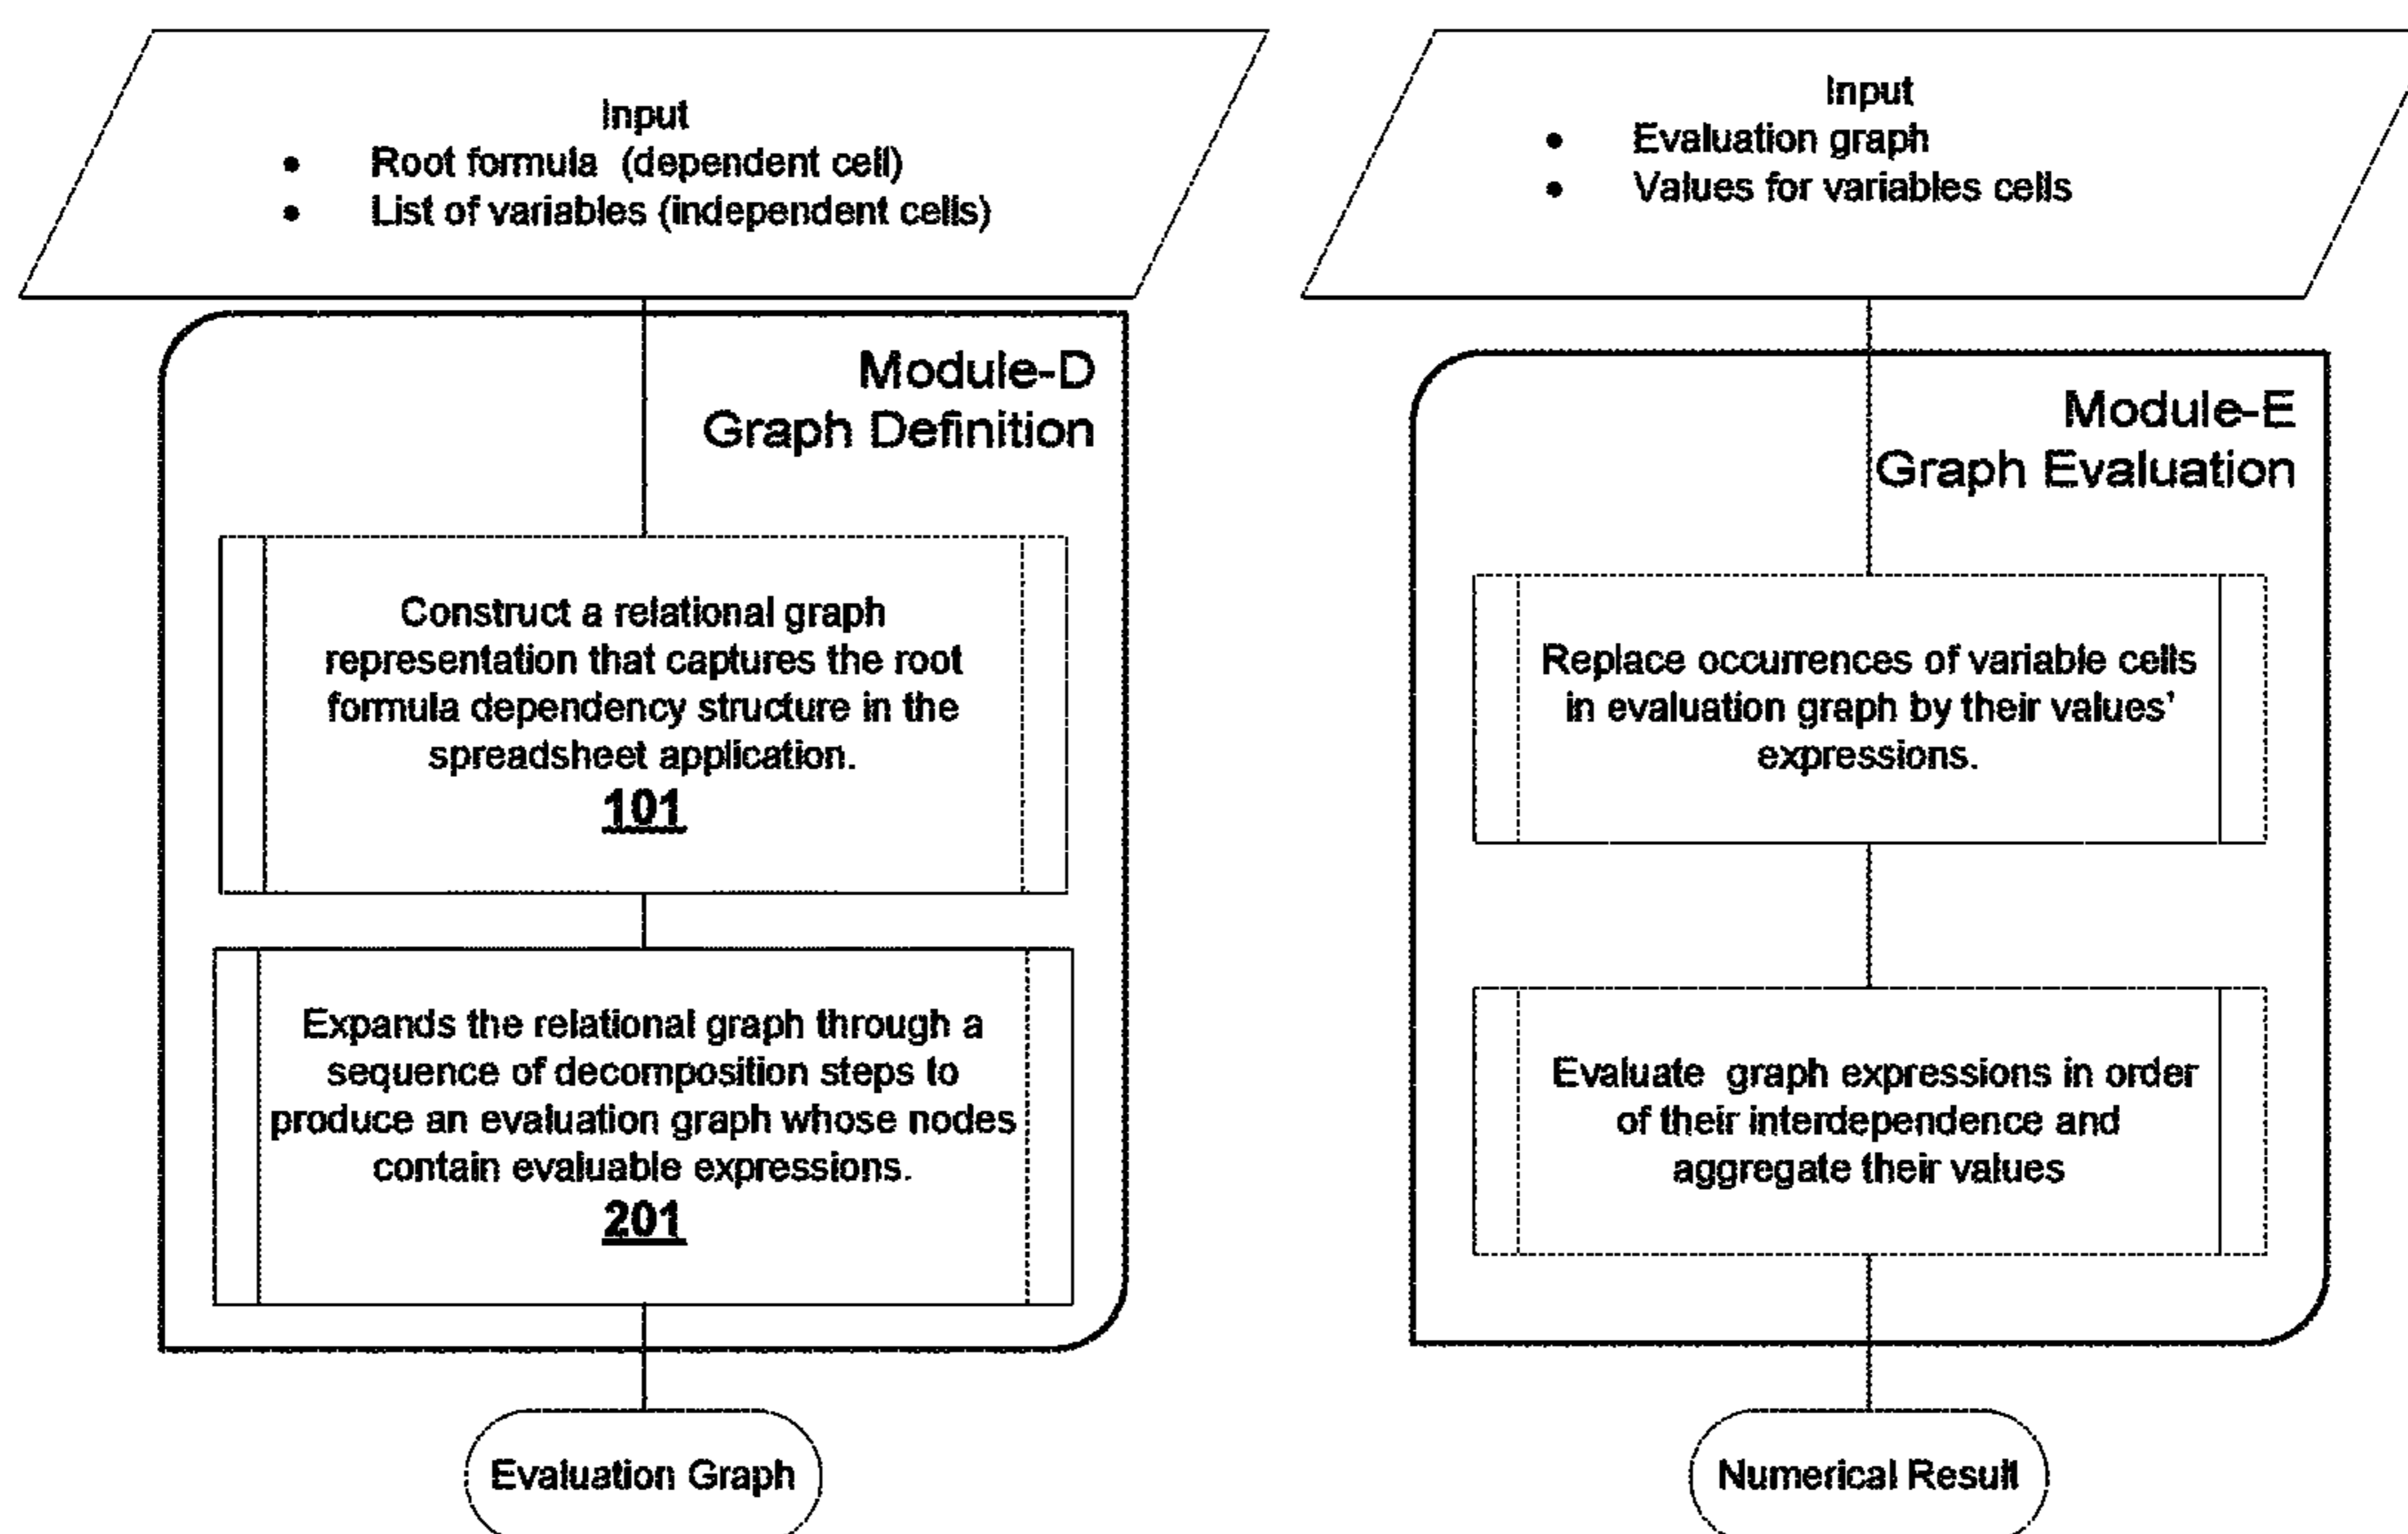 Input
• Root formula (dependent cell)
• List of variables (independent cells)
Module-D
Graph Definition
Construct a relational graph
representation that captures the root
formula dependency structure in the
spreadsheet application.
101
Expands the relational graph through a
sequence of decomposition steps to
produce an evaluation graph whose nodes
contain evaluable expressions.
201
Evaluation Graph
Input
• Evaluation graph
• Values for variables cells
Module-E
Graph Evaluation
Replace occurrences of variable cells
in evaluation graph by their values'
expressions.
Evaluate graph expressions in order
of their interdependence and
aggregate their values
Numerical Result